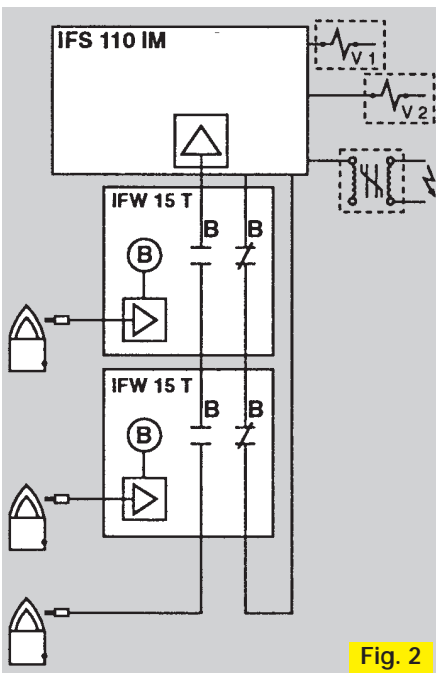 IFS 110 IM
V 1
V 2
IFW 15 T
B B
B
IFW 15 T
B B
B
Fig. 2